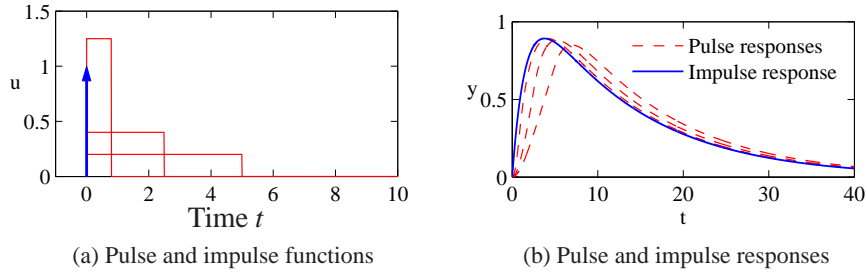 1.5
1
u
0.5
0
0 2 4 6 8 10
Time t
(a) Pulse and impulse functions
1
y
0.5
0
0 10 20 30 40
t
Pulse responses
Impulse response
(b) Pulse and impulse responses